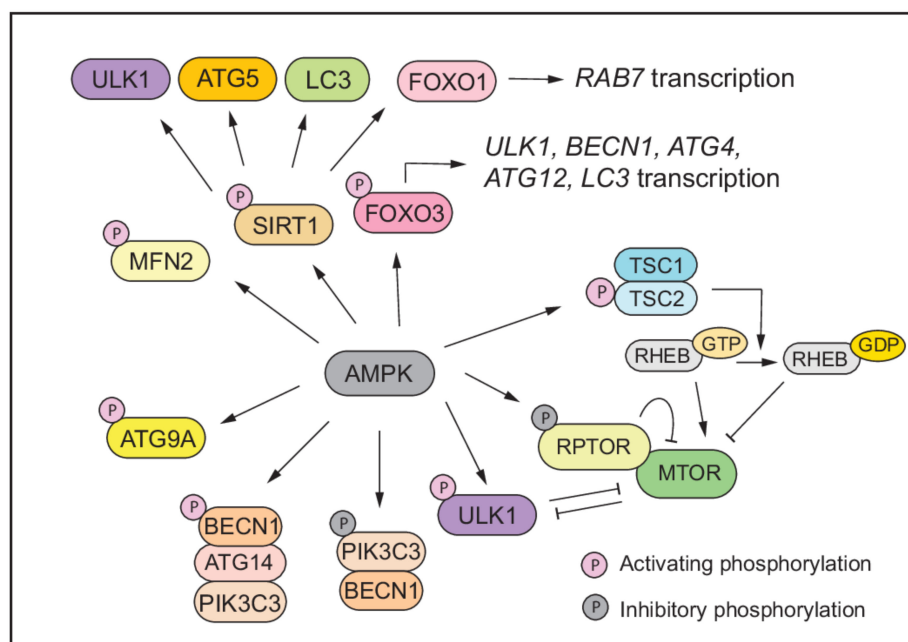 ULK1
ATG5
LC3
FOXO1
RAB7 transcription
ULK1, BECN1, ATG4,
ATG12, LC3 transcription
P
SIRT1
P
FOXO3
P
MFN2
TSC1
P
TSC2
RHEB
GTP
RHEB
GDP
AMPK
P
ATG9A
P
RPTOR
MTOR
P
ULK1
P
BECN1
ATG14
PIK3C3
P
PIK3C3
BECN1
P Activating phosphorylation
P Inhibitory phosphorylation